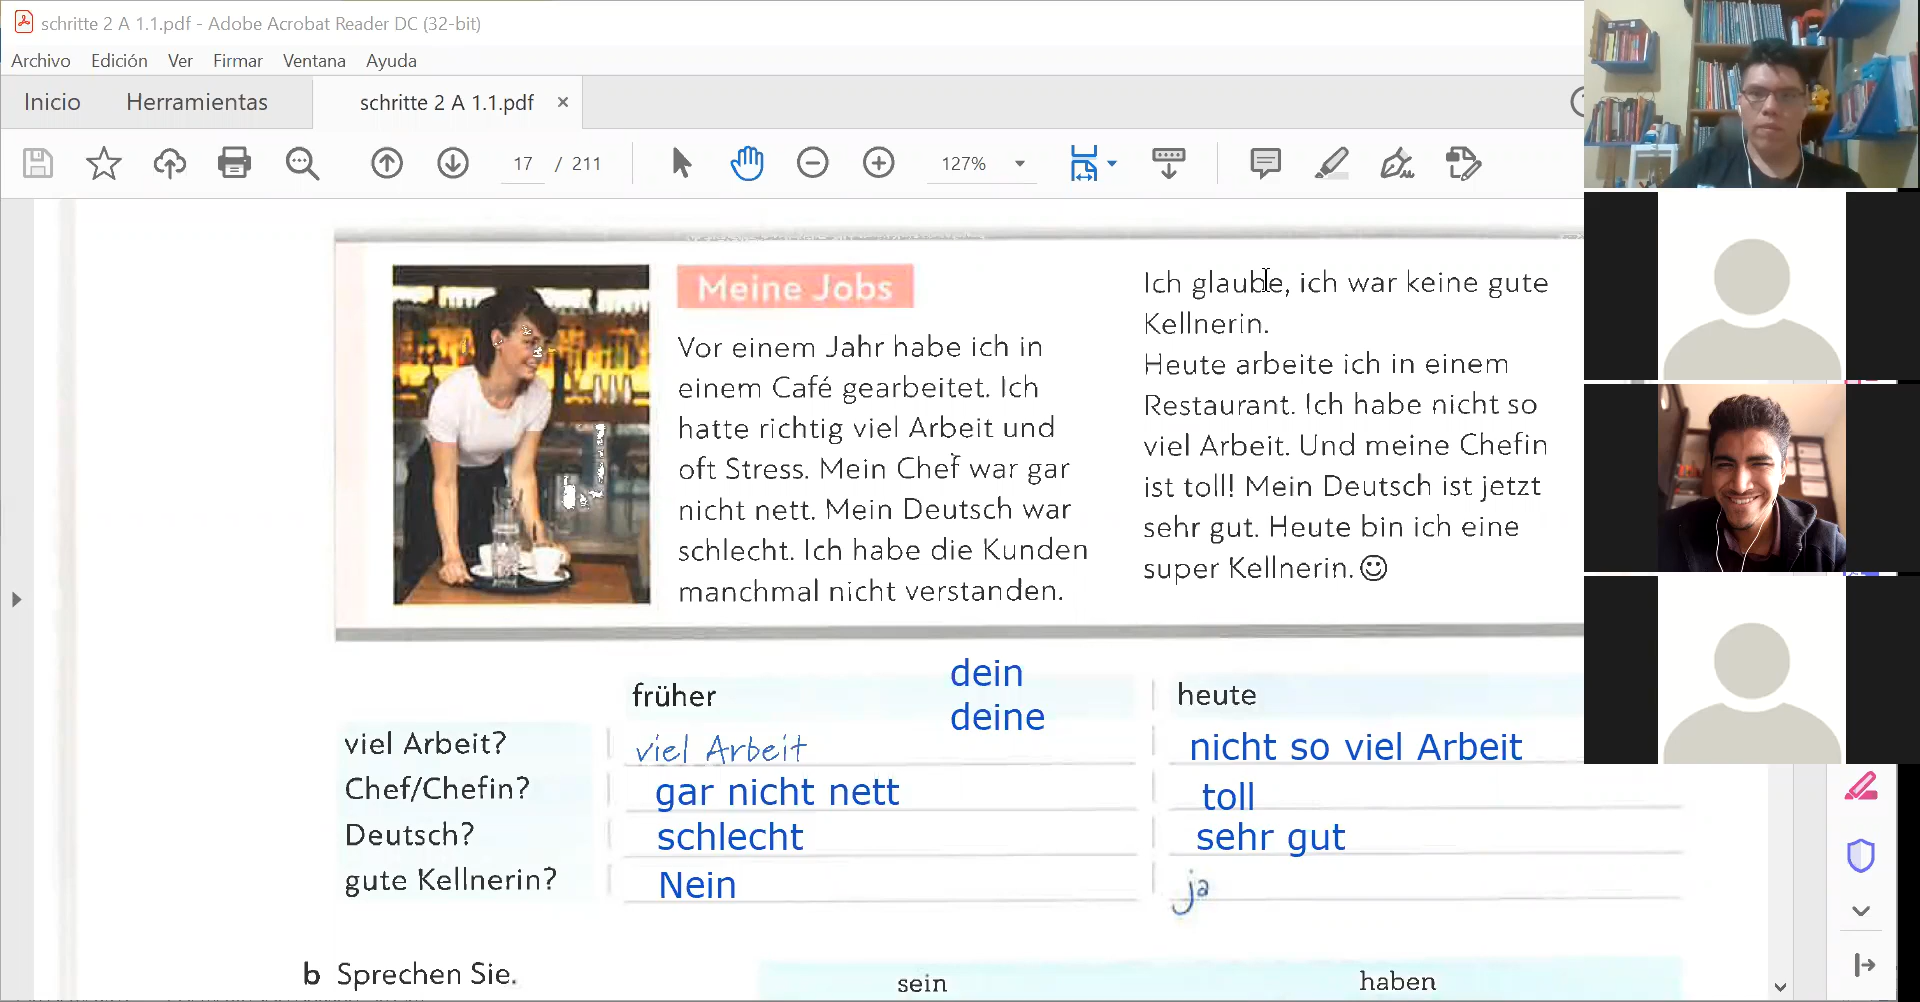 schritte 2 A 1.1.pdf - Adobe Acrobat Reader DC (32-bit)
Archivo Edición Ver Firmar Ventana Ayuda
Inicio Herramientas schritte 2 A 1.1.pdf ×
17 / 211 127%
Meine Jobs
Vor einem Jahr habe ich in
einem Café gearbeitet. Ich
hatte richtig viel Arbeit und
oft Stress. Mein Chef war gar
nicht nett. Mein Deutsch war
schlecht. Ich habe die Kunden
manchmal nicht verstanden.
Ich glaube, ich war keine gute
Kellnerin.
Heute arbeite ich in einem
Restaurant. Ich habe nicht so
viel Arbeit. Und meine Chefin
ist toll! Mein Deutsch ist jetzt
sehr gut. Heute bin ich eine
super Kellnerin.☺
dein
früher heute
deine
viel Arbeit? viel Arbeit nicht so viel Arbeit
Chef/Chefin? gar nicht nett toll
Deutsch? schlecht sehr gut
gute Kellnerin? Nein ja
b Sprechen Sie.
sein haben